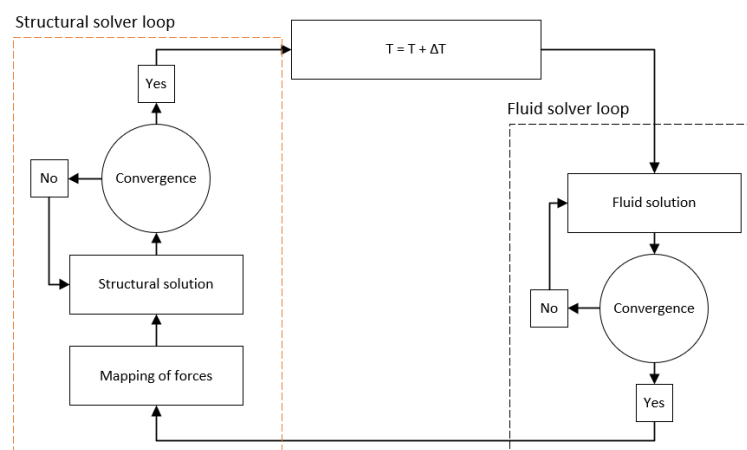 Structural solver loop
T = T + ΔT
Yes
Fluid solver loop
Convergence
No
Fluid solution
Structural solution
No
Convergence
Mapping of forces
Yes